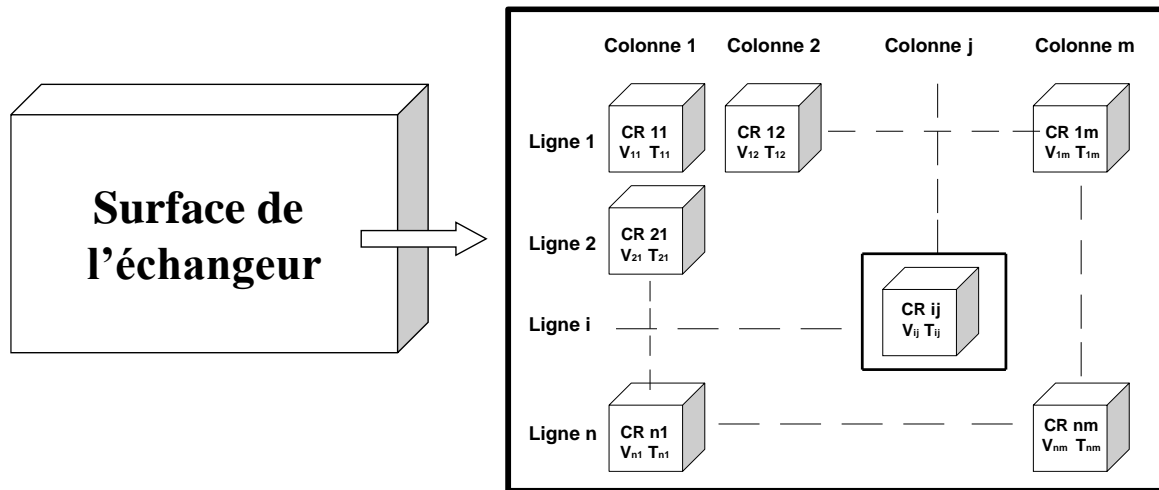 Surface de
l’échangeur
Colonne 1 Colonne 2 Colonne j Colonne m
Ligne 1
CR 11
V11 T11
CR 12
V12 T12
CR 1m
V1m T1m
Ligne 2
CR 21
V21 T21
Ligne i
CR ij
Vij Tij
Ligne n
CR n1
Vn1 Tn1
CR nm
Vnm Tnm